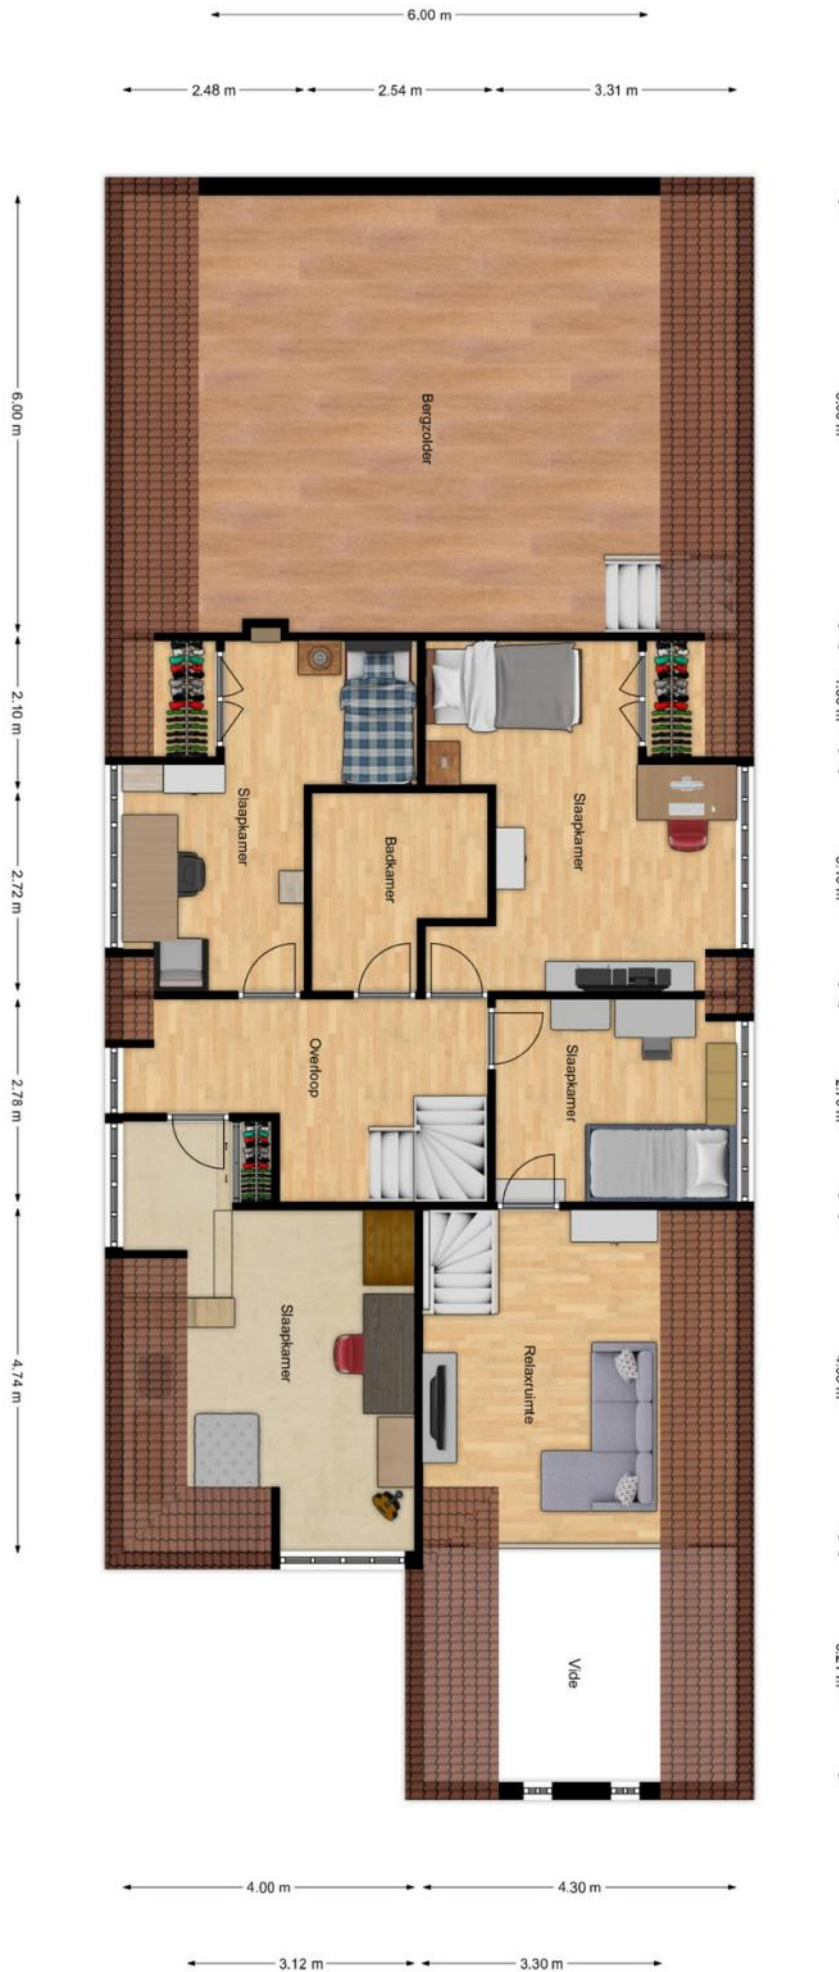 6.00 m
2.48 m
2.54 m
3.31 m
6.00 m
Bergzolder
2.10 m
Slaapkamer
Slaapkamer
2.72 m
Badkamer
2.78 m
Overloop
Slaapkamer
4.74 m
Slaapkamer
Relaxruimte
Vide
4.00 m
4.30 m
3.12 m
3.30 m